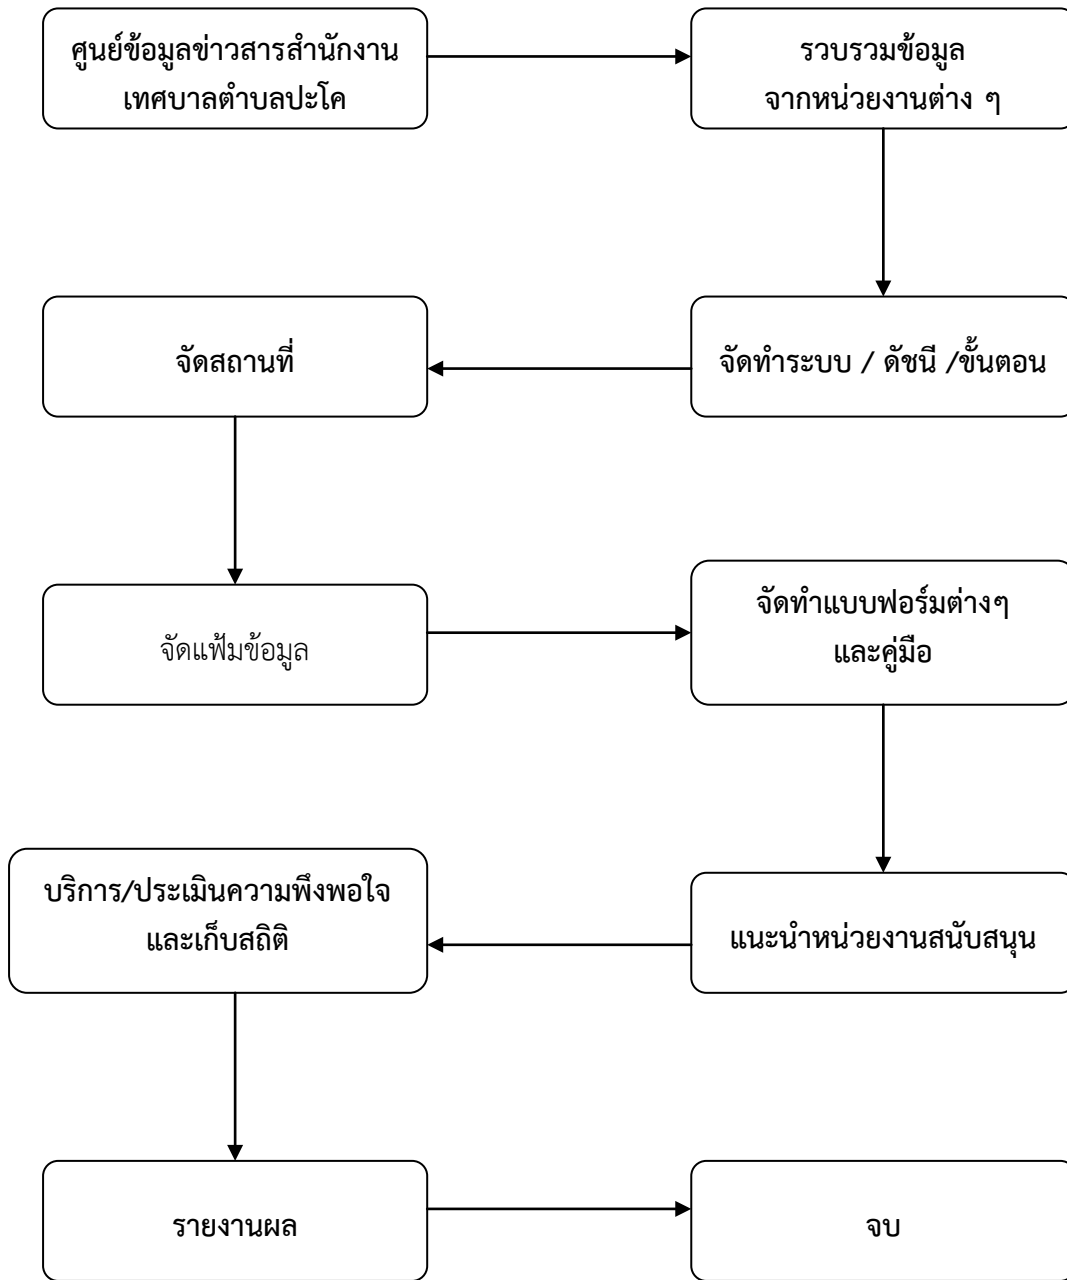 ศูนย์ข้อมูลข่าวสารสำนักงาน
เทศบาลตำบลปะโค
รวบรวมข้อมูล
จากหน่วยงานต่าง ๆ
จัดทำระบบ / ดัชนี /ขั้นตอน
จัดสถานที่
จัดแฟ้มข้อมูล
จัดทำแบบฟอร์มต่างๆ
และคู่มือ
แนะนำหน่วยงานสนับสนุน
บริการ/ประเมินความพึงพอใจ
และเก็บสถิติ
รายงานผล
จบ